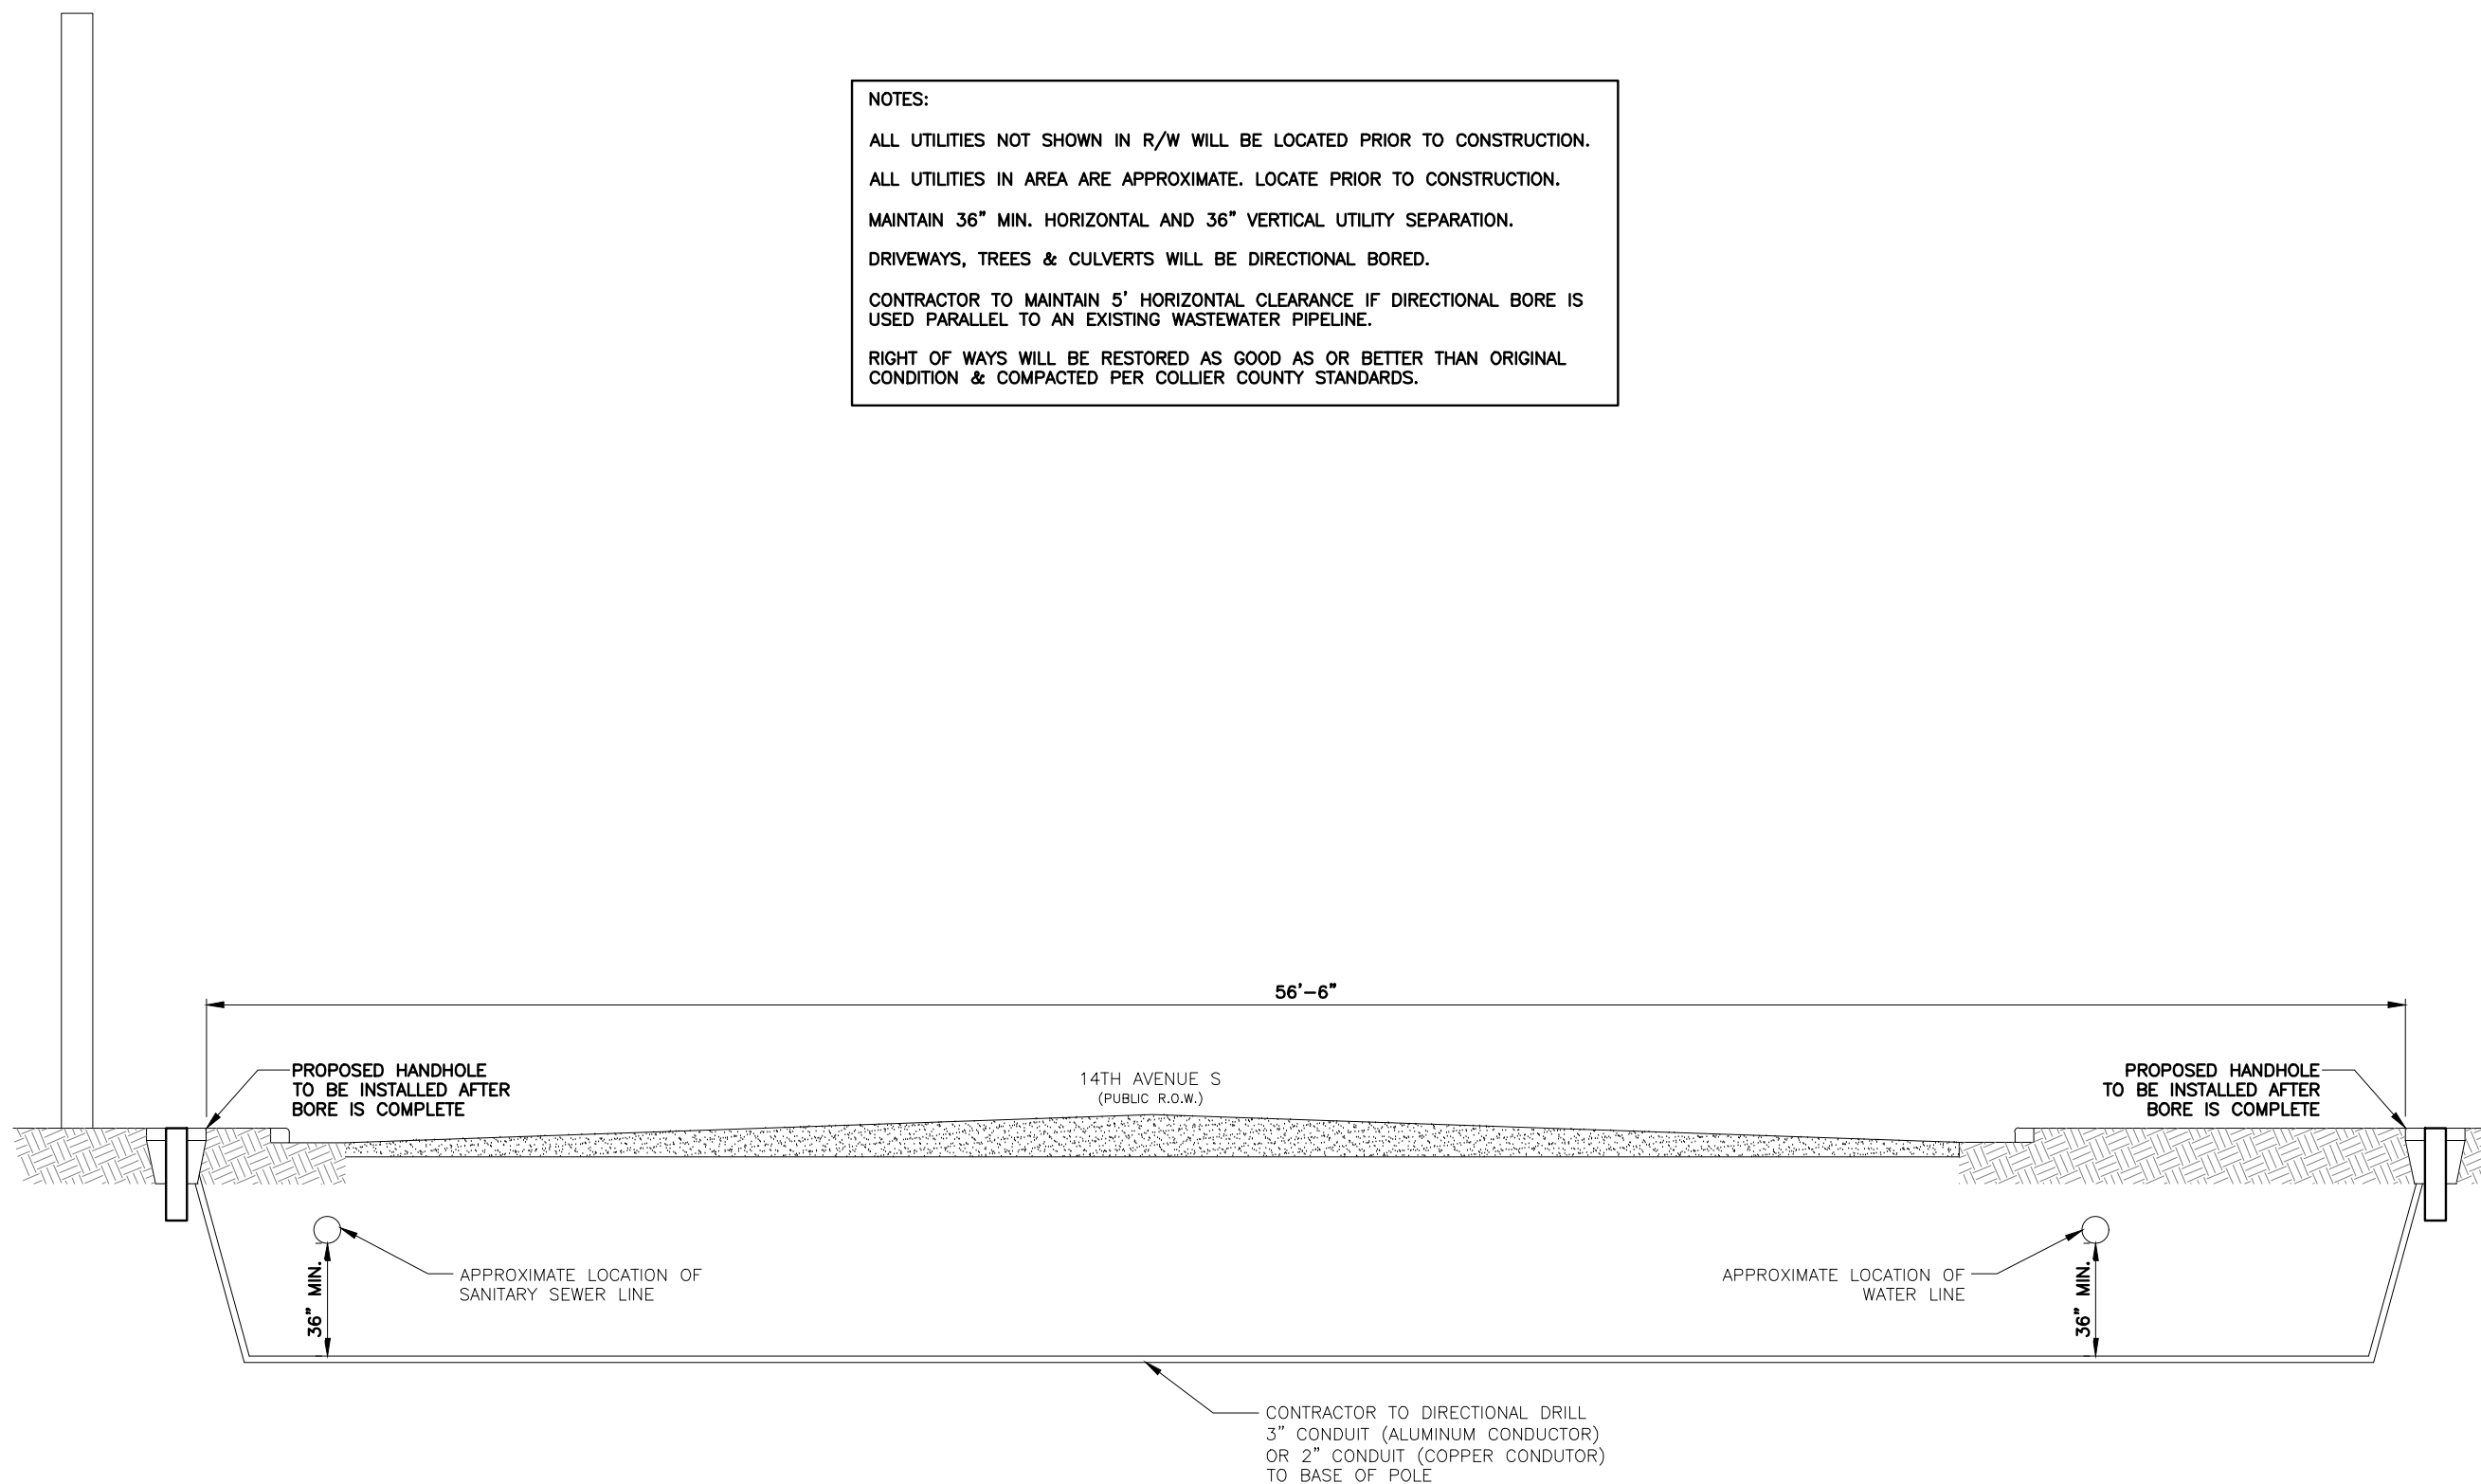 NOTES:
ALL UTILITIES NOT SHOWN IN R/W WILL BE LOCATED PRIOR TO CONSTRUCTION.
ALL UTILITIES IN AREA ARE APPROXIMATE. LOCATE PRIOR TO CONSTRUCTION.
MAINTAIN 36" MIN. HORIZONTAL AND 36" VERTICAL UTILITY SEPARATION.
DRIVEWAYS, TREES & CULVERTS WILL BE DIRECTIONAL BORED.
CONTRACTOR TO MAINTAIN 5' HORIZONTAL CLEARANCE IF DIRECTIONAL BORE IS
USED PARALLEL TO AN EXISTING WASTEWATER PIPELINE.
RIGHT OF WAYS WILL BE RESTORED AS GOOD AS OR BETTER THAN ORIGINAL
CONDITION & COMPACTED PER COLLIER COUNTY STANDARDS.
56'-6"
PROPOSED HANDHOLE
TO BE INSTALLED AFTER
BORE IS COMPLETE
14TH AVENUE S
(PUBLIC R.O.W.)
PROPOSED HANDHOLE
TO BE INSTALLED AFTER
BORE IS COMPLETE
36" MIN.
APPROXIMATE LOCATION OF
SANITARY SEWER LINE
APPROXIMATE LOCATION OF
WATER LINE
36" MIN.
CONTRACTOR TO DIRECTIONAL DRILL
3" CONDUIT (ALUMINUM CONDUCTOR)
OR 2" CONDUIT (COPPER CONDUTOR)
TO BASE OF POLE